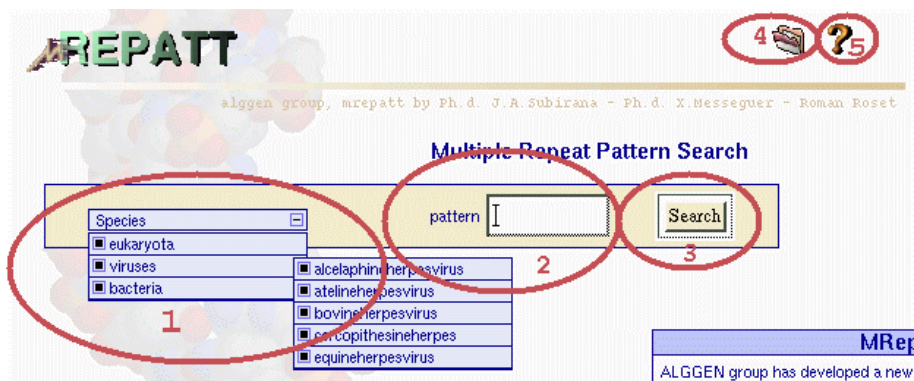 MREPATT
4
5
alggen group, mrepatt by Ph.d. J.A.Subirana - Ph.d. X.Messeguer - Roman Roset
Multiple Repeat Pattern Search
Species
pattern
Search
eukaryota
viruses
bacteria
alcelaphineherpesvirus
atelineherpesvirus
bovineherpesvirus
cercopithesineherpes
equineherpesvirus
1
2
3
MRep
ALGGEN group has developed a new